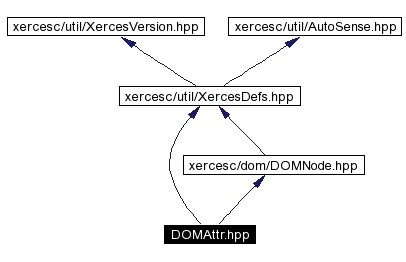 xercesc/util/XercesVersion.hpp
xercesc/util/AutoSense.hpp
xercesc/util/XercesDefs.hpp
xercesc/dom/DOMNode.hpp
DOMAttr.hpp